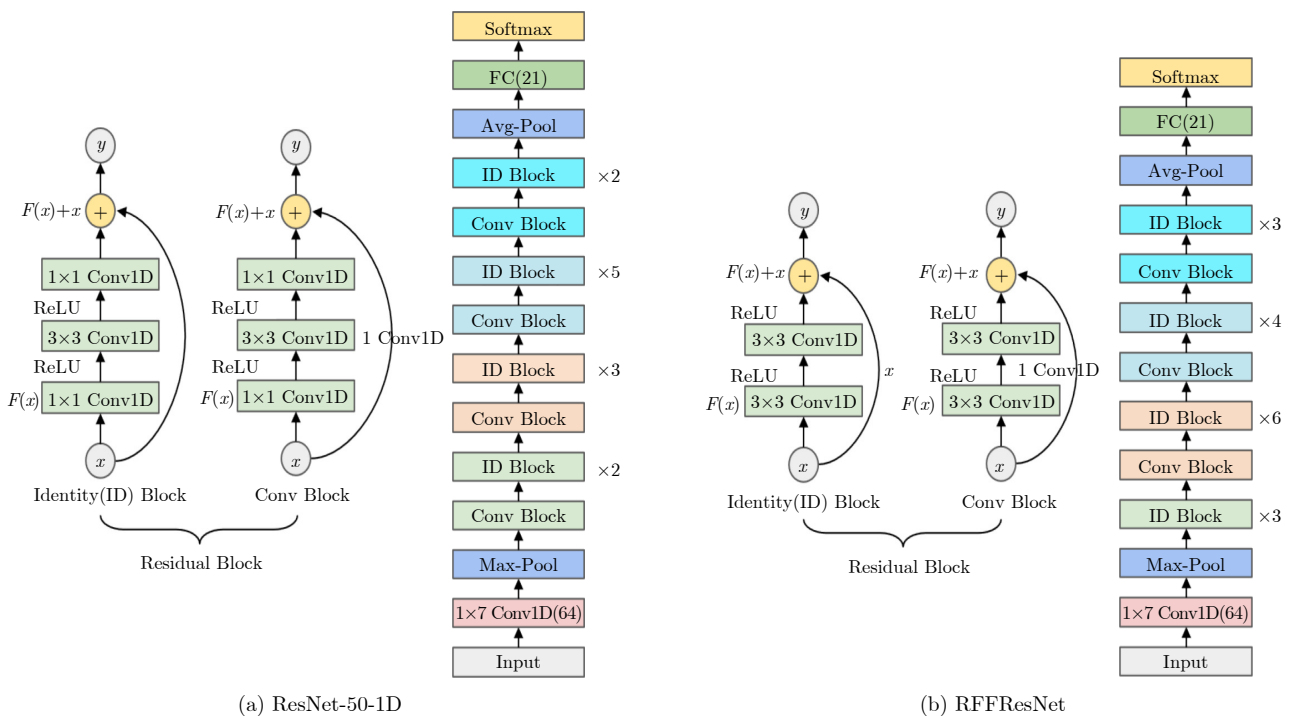 Softmax
FC(21)
Avg-Pool
ID Block ×2
Conv Block
ID Block ×5
Conv Block
ID Block ×3
Conv Block
ID Block ×2
Conv Block
Max-Pool
1×7 Conv1D(64)
Input
y
F(x)+x
+
1×1 Conv1D
ReLU
3×3 Conv1D
ReLU
F(x)
1×1 Conv1D
x
Identity(ID) Block
y
F(x)+x
+
1×1 Conv1D
ReLU
3×3 Conv1D
1 Conv1D
ReLU
F(x)
1×1 Conv1D
x
Conv Block
Residual Block
(a) ResNet-50-1D
Softmax
FC(21)
Avg-Pool
ID Block ×3
Conv Block
ID Block ×4
Conv Block
ID Block ×6
Conv Block
ID Block ×3
Max-Pool
1×7 Conv1D(64)
Input
y
F(x)+x
+
3×3 Conv1D
ReLU
x
F(x)
3×3 Conv1D
x
Identity(ID) Block
y
F(x)+x
+
3×3 Conv1D
ReLU
1 Conv1D
F(x)
3×3 Conv1D
x
Conv Block
Residual Block
(b) RFFResNet